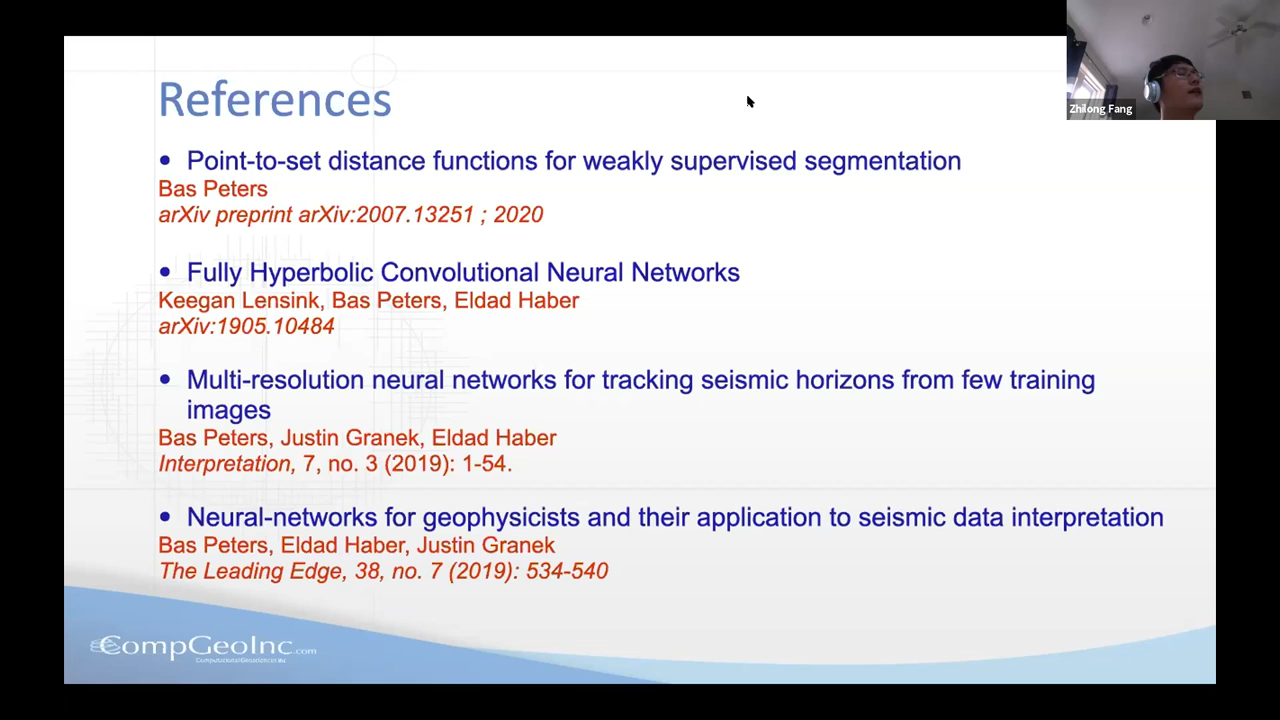 References
Zhilong Fang
• Point-to-set distance functions for weakly supervised segmentation
Bas Peters
arXiv preprint arXiv:2007.13251 ; 2020
• Fully Hyperbolic Convolutional Neural Networks
Keegan Lensink, Bas Peters, Eldad Haber
arXiv:1905.10484
• Multi-resolution neural networks for tracking seismic horizons from few training
images
Bas Peters, Justin Granek, Eldad Haber
Interpretation, 7, no. 3 (2019): 1-54.
• Neural-networks for geophysicists and their application to seismic data interpretation
Bas Peters, Eldad Haber, Justin Granek
The Leading Edge, 38, no. 7 (2019): 534-540
CompGeoInc.com
Computational Geosciences Inc